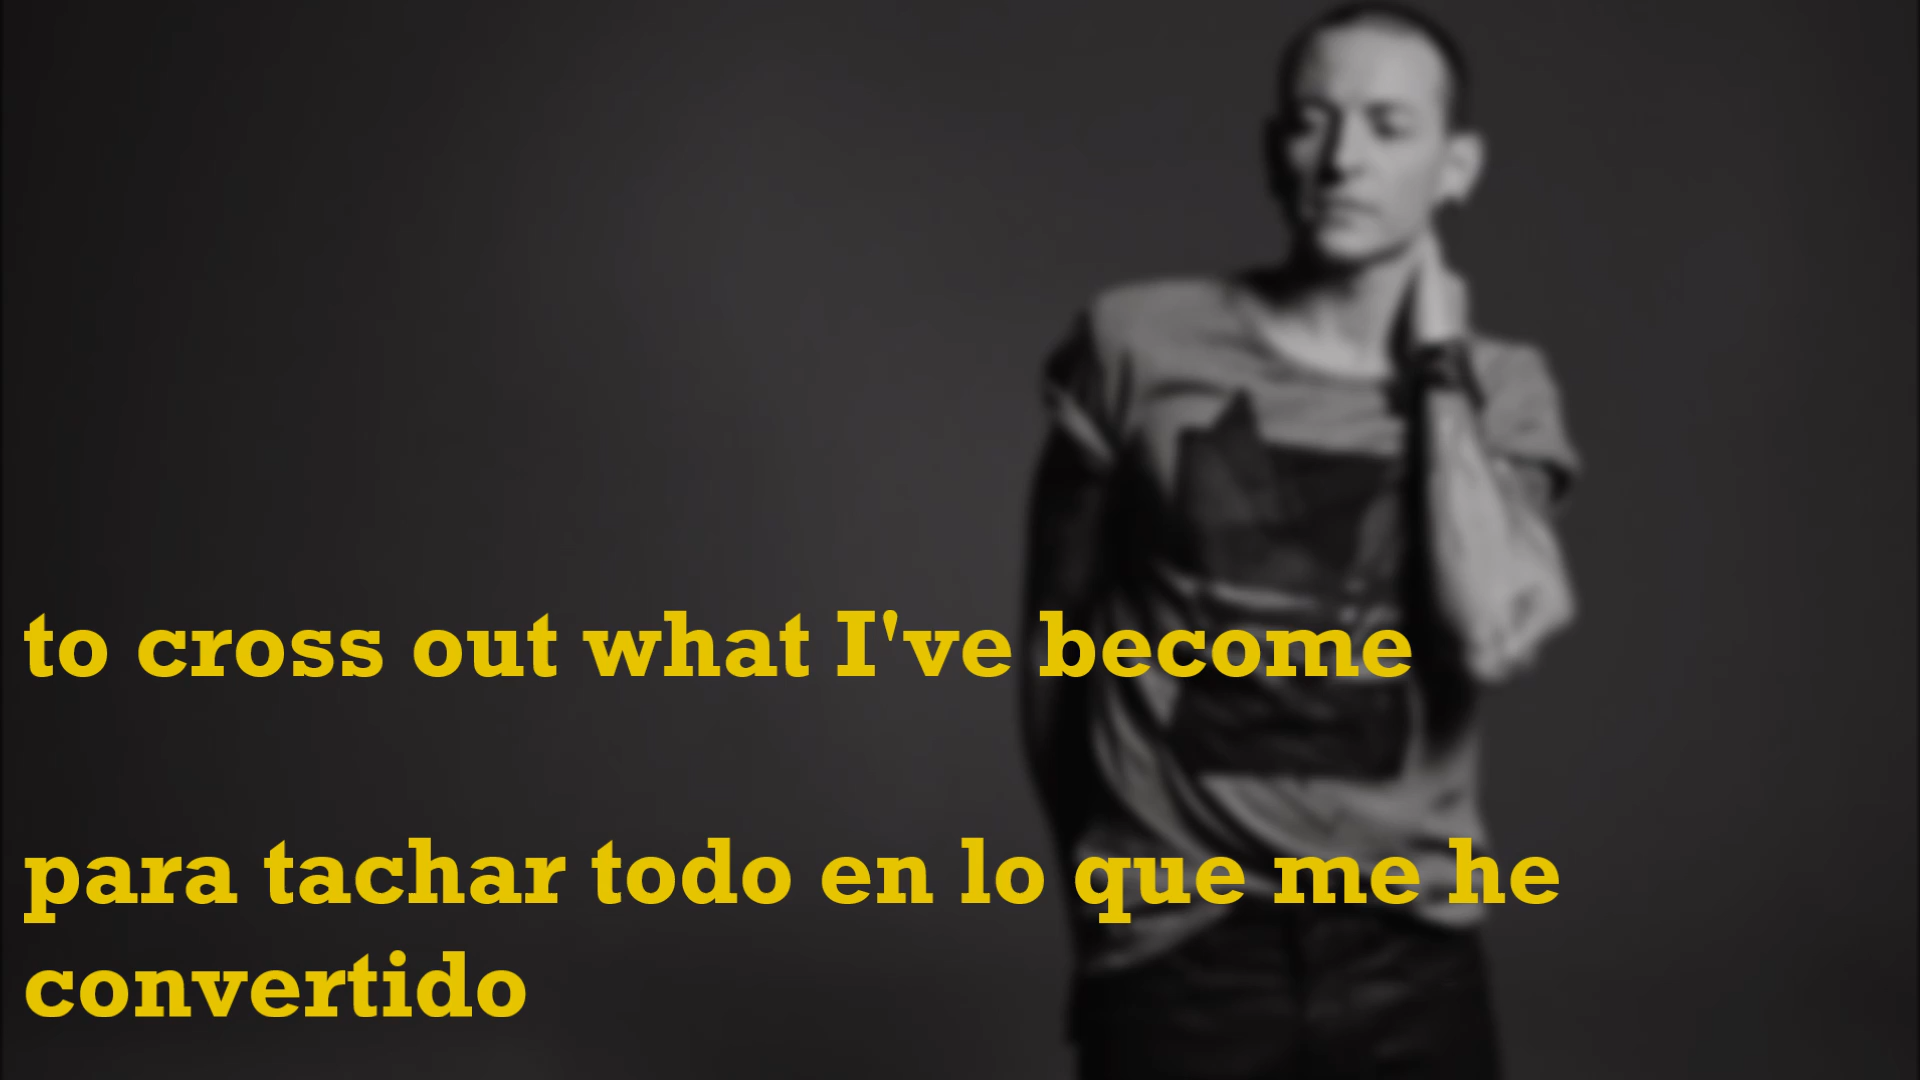 to cross out what I've become
para tachar todo en lo que me he
convertido